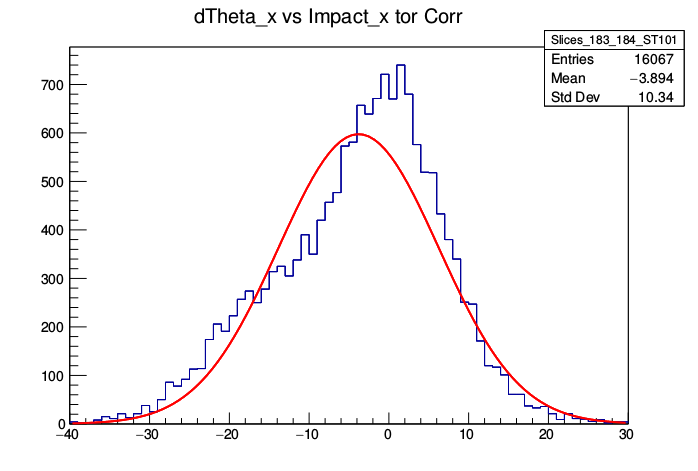 dTheta_x vs Impact_x tor Corr
Slices_183_184_ST101
Entries 16067
Mean −3.894
Std Dev 10.34
700
600
500
400
300
200
100
0
−40 −30 −20 −10 0 10 20 30